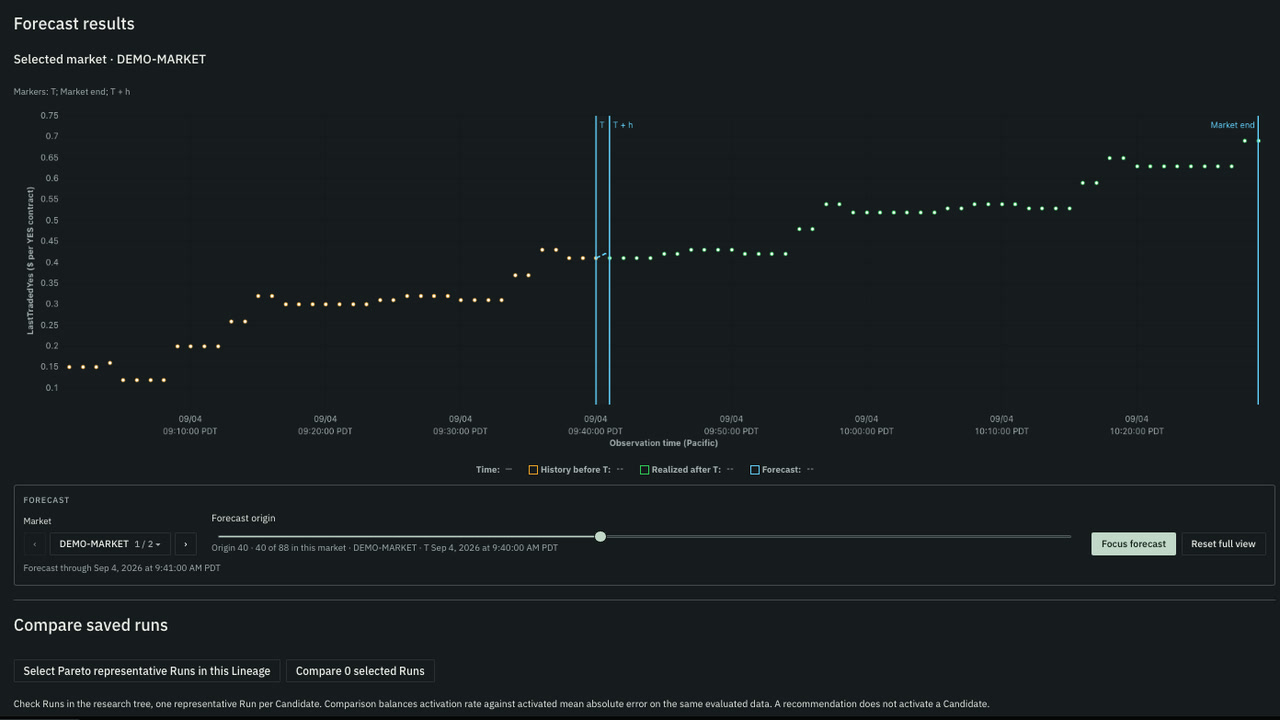 Forecast results
Selected market · DEMO-MARKET
Markers: T; Market end; T + h
LastTradedYes ($ per YES contract)
0.75
0.7
0.65
0.6
0.55
0.5
0.45
0.4
0.35
0.3
0.25
0.2
0.15
0.1
T
T + h
Market end
09/04 09/04 09/04 09/04 09/04 09/04 09/04 09/04
09:10:00 PDT 09:20:00 PDT 09:30:00 PDT 09:40:00 PDT 09:50:00 PDT 10:00:00 PDT 10:10:00 PDT 10:20:00 PDT
Observation time (Pacific)
Time: — History before T: -- Realized after T: -- Forecast: --
FORECAST
Market
‹ DEMO-MARKET 1 / 2 ›
Forecast through Sep 4, 2026 at 9:41:00 AM PDT
Forecast origin
Origin 40 · 40 of 88 in this market · DEMO-MARKET · T Sep 4, 2026 at 9:40:00 AM PDT
Focus forecast
Reset full view
Compare saved runs
Select Pareto representative Runs in this Lineage
Compare 0 selected Runs
Check Runs in the research tree, one representative Run per Candidate. Comparison balances activation rate against activated mean absolute error on the same evaluated data. A recommendation does not activate a Candidate.